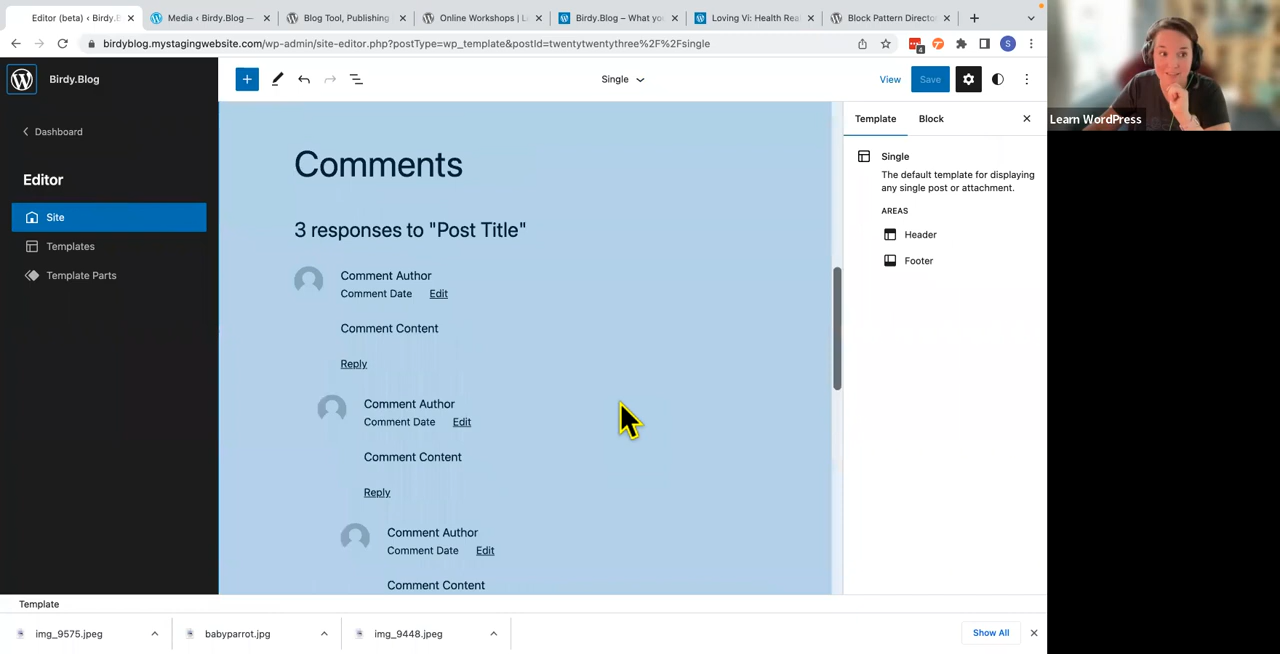 Editor (beta) ‹ Birdy.B
Media ‹ Birdy.Blog —
Blog Tool, Publishing
Online Workshops | L
Birdy.Blog – What you
Loving Vi: Health Rea
Block Pattern Director
birdyblog.mystagingwebsite.com/wp-admin/site-editor.php?postType=wp_template&postId=twentytwentythree%2F%2Fsingle
4
S
Birdy.Blog
Single
View
Save
Dashboard
Editor
Site
Templates
Template Parts
Comments
3 responses to "Post Title"
Comment Author
Comment Date Edit
Comment Content
Reply
Comment Author
Comment Date Edit
Comment Content
Reply
Comment Author
Comment Date Edit
Comment Content
Template
Block
Single
The default template for displaying
any single post or attachment.
AREAS
Header
Footer
Learn WordPress
Template
img_9575.jpeg
babyparrot.jpg
img_9448.jpeg
Show All